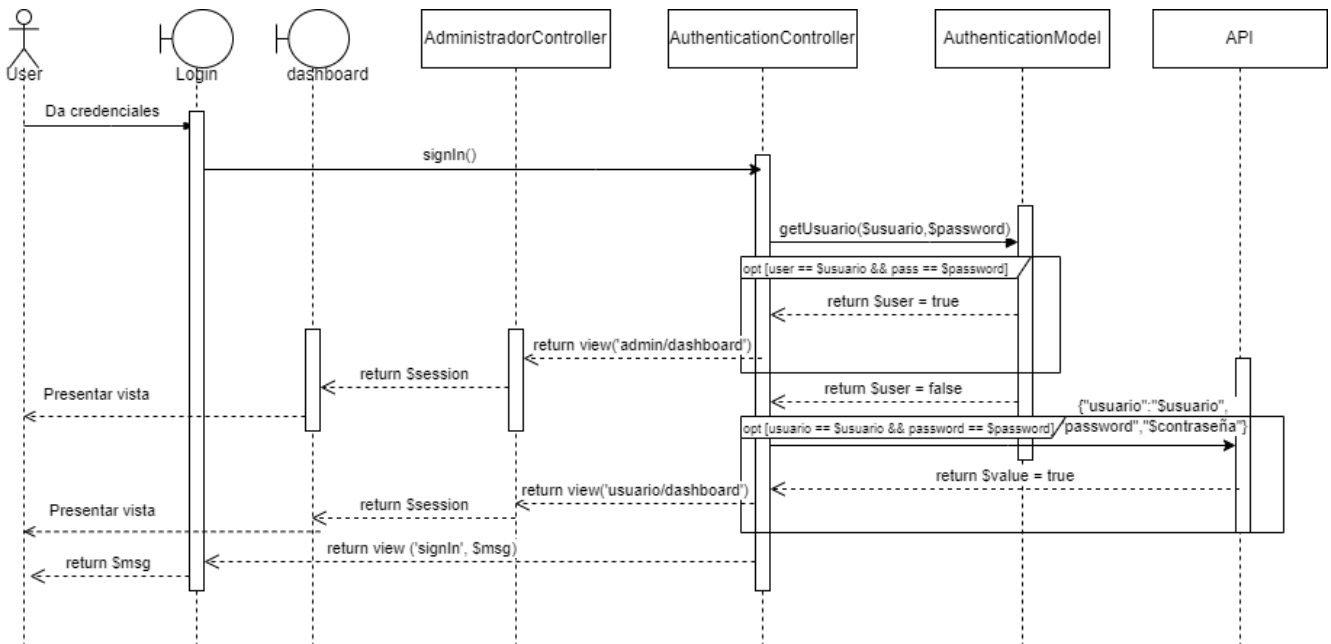 User
Login
dashboard
AdministradorController
AuthenticationController
AuthenticationModel
API
Da credenciales
signIn()
getUsuario($usuario,$password)
opt [user == $usuario && pass == $password]
return $user = true
return view('admin/dashboard')
return $session
Presentar vista
return $user = false
{"usuario":"$usuario",
password","$contraseña"}
opt [usuario == $usuario && password == $password]
return $value = true
return view('usuario/dashboard')
return $session
Presentar vista
return view ('signIn', $msg)
return $msg